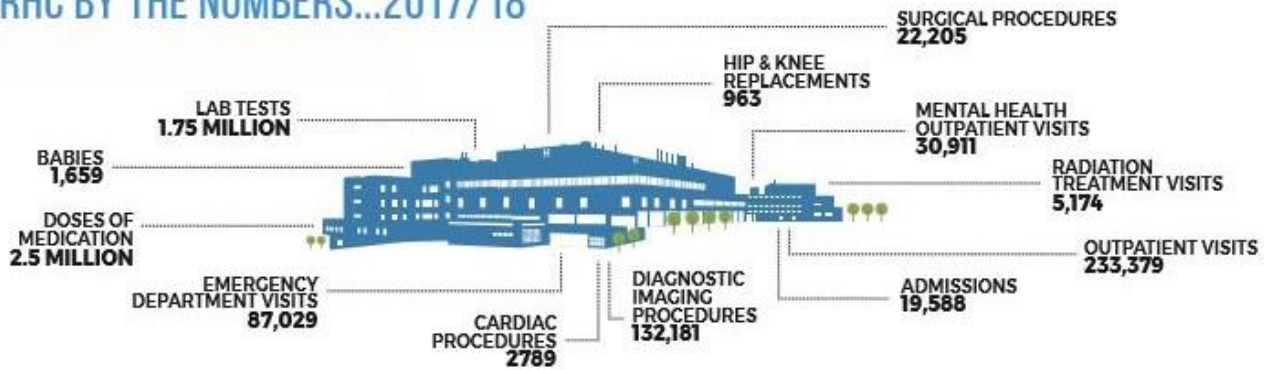 RHC BY THE NUMBERS...2017/18
SURGICAL PROCEDURES
22,205
HIP & KNEE
REPLACEMENTS
963
LAB TESTS
1.75 MILLION
MENTAL HEALTH
OUTPATIENT VISITS
30,911
BABIES
1,659
RADIATION
TREATMENT VISITS
5,174
DOSES OF
MEDICATION
2.5 MILLION
OUTPATIENT VISITS
233,379
EMERGENCY
DEPARTMENT VISITS
87,029
DIAGNOSTIC
IMAGING
PROCEDURES
132,181
ADMISSIONS
19,588
CARDIAC
PROCEDURES
2789